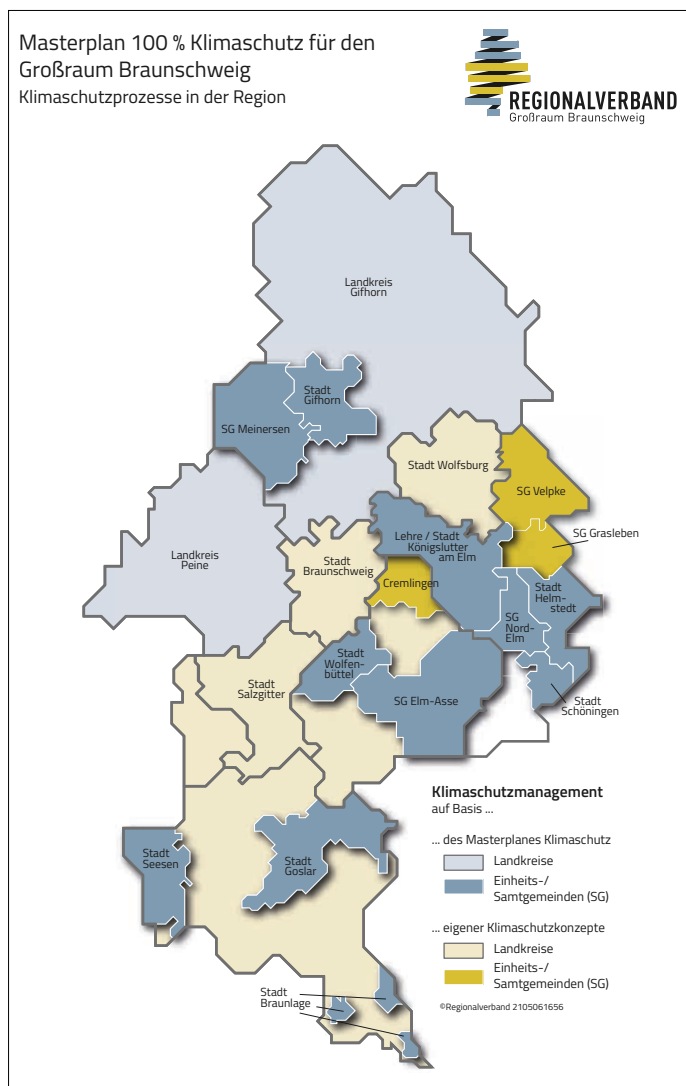 Masterplan 100 % Klimaschutz für den
Großraum Braunschweig
Klimaschutzprozesse in der Region
REGIONALVERBAND
Großraum Braunschweig
Landkreis
Gifhorn
Stadt
Gifhorn
SG Meinersen
Stadt Wolfsburg
SG Velpke
SG Grasleben
Lehre / Stadt
Königslutter
am Elm
Landkreis
Peine
Stadt
Braunschweig
Cremlingen
Stadt
Helm-
stedt
SG
Nord-
Elm
Stadt
Wolfen-
büttel
Stadt
Salzgitter
SG Elm-Asse
Stadt
Schöningen
Klimaschutzmanagement
auf Basis ...
... des Masterplanes Klimaschutz
Landkreise
Einheits-/
Samtgemeinden (SG)
... eigener Klimaschutzkonzepte
Landkreise
Einheits-/
Samtgemeinden (SG)
©Regionalverband 2105061656
Stadt
Seesen
Stadt
Goslar
Stadt
Braunlage